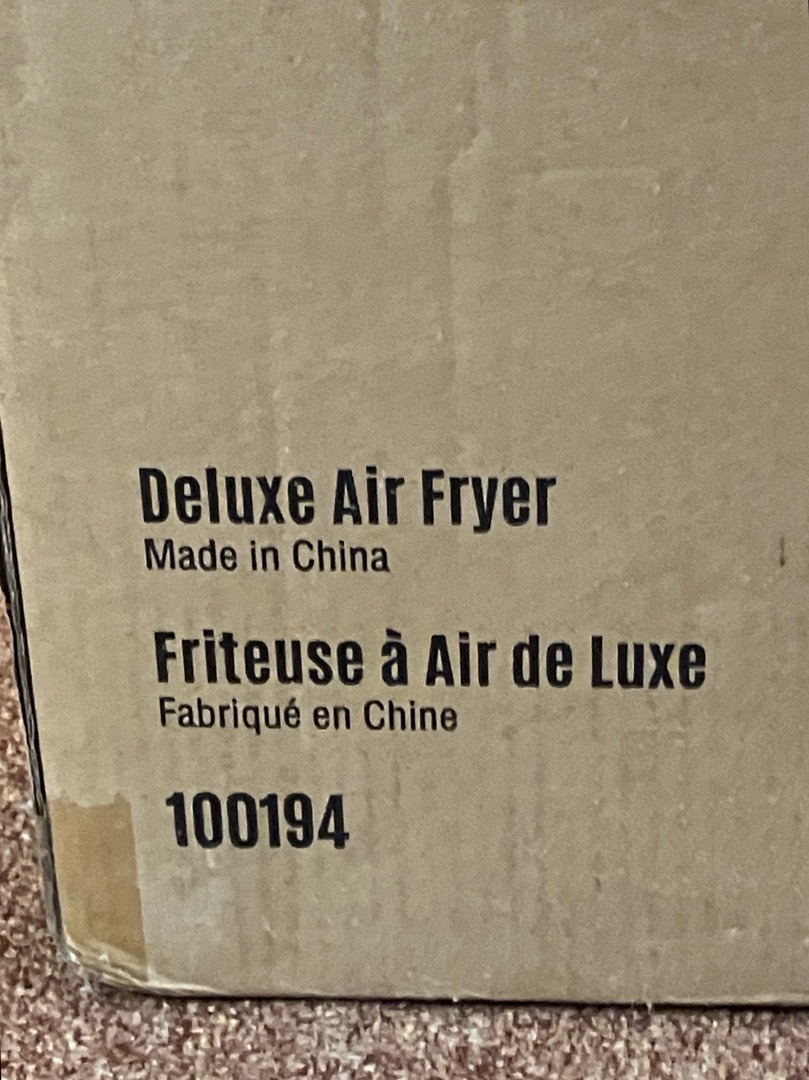 Deluxe Air Fryer
Made in China
Friteuse à Air de Luxe
Fabriqué en Chine
100194